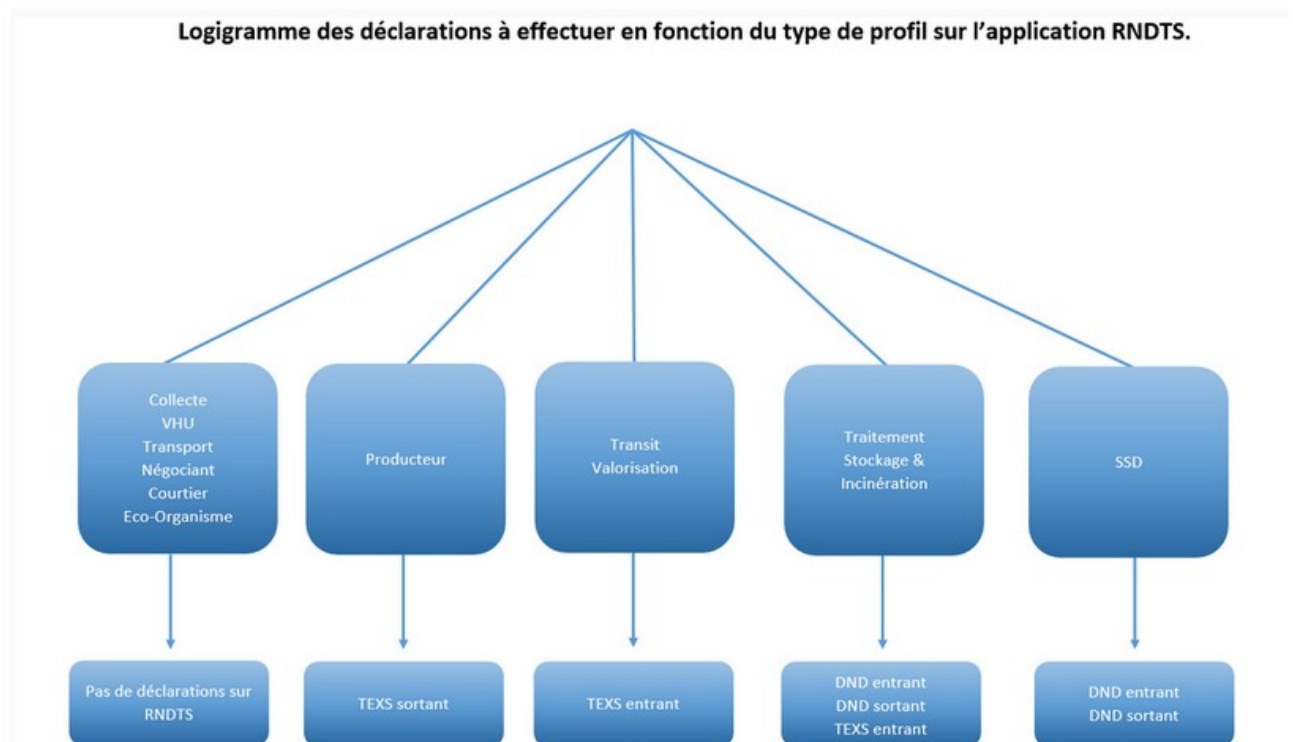 Logigramme des déclarations à effectuer en fonction du type de profil sur l’application RNDTS.
Collecte
VHU
Transport
Négociant
Courtier
Eco-Organisme
Producteur
Transit
Valorisation
Traitement
Stockage &
Incinération
SSD
Pas de déclarations sur
RNDTS
TEXS sortant
TEXS entrant
DND entrant
DND sortant
TEXS entrant
DND entrant
DND sortant